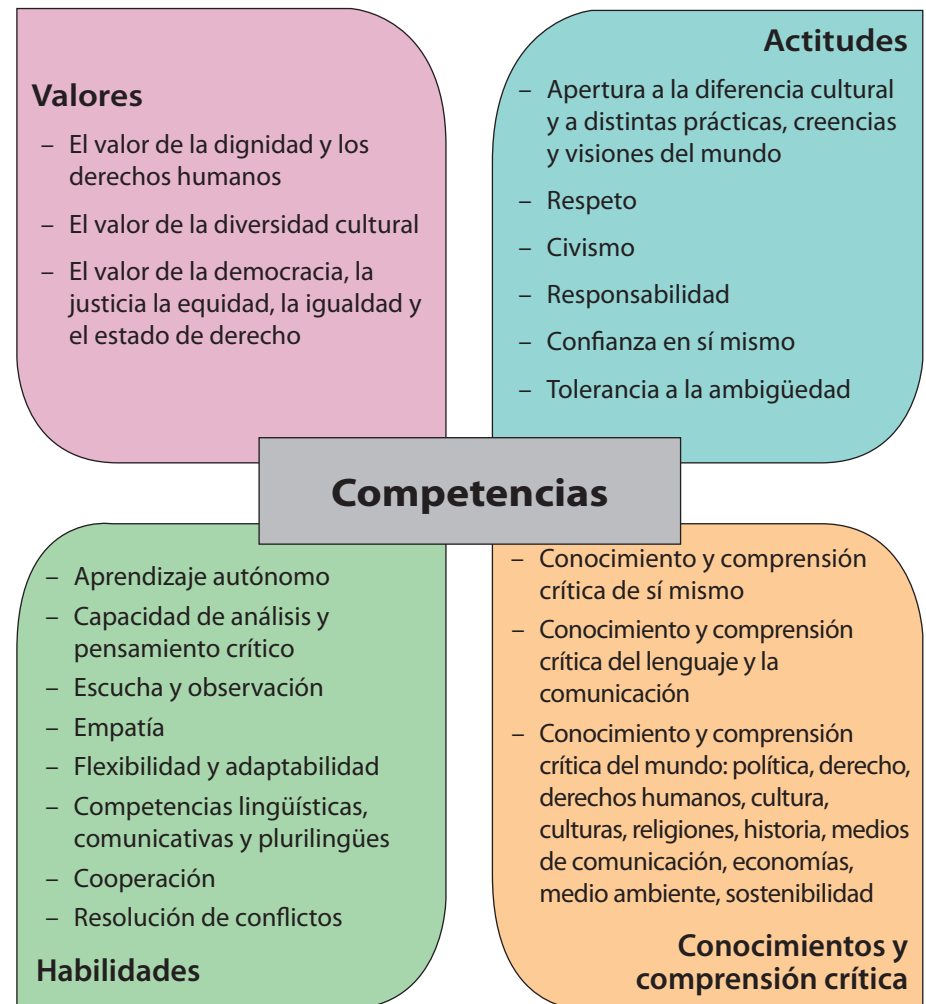 Valores
– El valor de la dignidad y los
derechos humanos
– El valor de la diversidad cultural
– El valor de la democracia, la
justicia la equidad, la igualdad y
el estado de derecho
Actitudes
– Apertura a la diferencia cultural
y a distintas prácticas, creencias
y visiones del mundo
– Respeto
– Civismo
– Responsabilidad
– Confianza en sí mismo
– Tolerancia a la ambigüedad
Competencias
– Aprendizaje autónomo
– Capacidad de análisis y
pensamiento crítico
– Escucha y observación
– Empatía
– Flexibilidad y adaptabilidad
– Competencias lingüísticas,
comunicativas y plurilingües
– Cooperación
– Resolución de conflictos
Habilidades
– Conocimiento y comprensión
crítica de sí mismo
– Conocimiento y comprensión
crítica del lenguaje y la
comunicación
– Conocimiento y comprensión
crítica del mundo: política, derecho,
derechos humanos, cultura,
culturas, religiones, historia, medios
de comunicación, economías,
medio ambiente, sostenibilidad
Conocimientos y
comprensión crítica